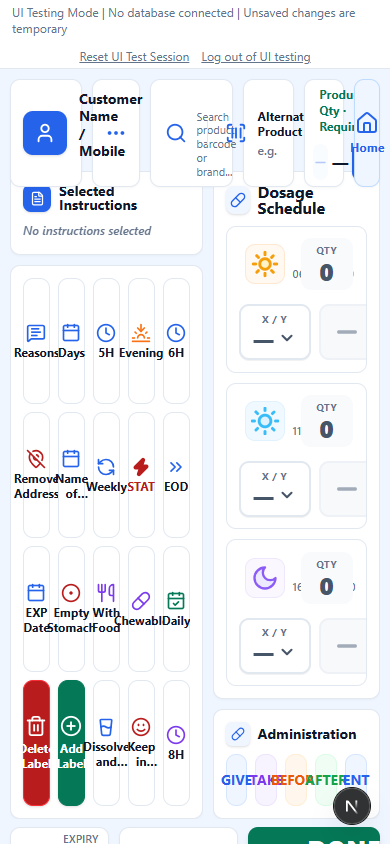 UI Testing Mode | No database connected | Unsaved changes are
temporary
Reset UI Test Session Log out of UI testing
Customer
Name
/
Mobile
Search
product,
barcode
or
brand...
Alternat
Product
e.g.
Produ
Qty ·
Requir
Home
Selected
Instructions
No instructions selected
Reasons
Days
5H
Evening
6H
Remove
Address
Name
of...
Weekly
STAT
EOD
EXP
Date
Empty
Stomach
With
Food
Chewabl
Daily
Delete
Label
Add
Label
Dissolve
and...
Keep
in...
8H
Dosage
Schedule
QTY
0
X / Y
—
QTY
0
11
X / Y
—
QTY
0
X / Y
—
Administration
GIVE
TAKE
BEFO
AFTER
ENT
N
EXPIRY
DONE